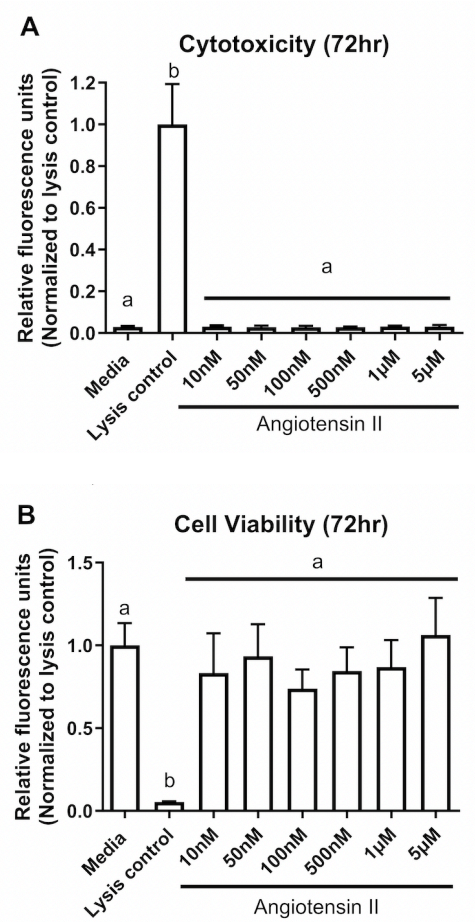 A
Cytotoxicity (72hr)
Relative fluorescence units
(Normalized to lysis control)
1.2
1.0
0.8
0.6
0.4
0.2
0.0
a
b
a
Media
Lysis control
10nM
50nM
100nM
500nM
1µM
5µM
Angiotensin II
B
Cell Viability (72hr)
Relative fluorescence units
(Normalized to lysis control)
1.5
1.0
0.5
0.0
a
b
a
Media
Lysis control
10nM
50nM
100nM
500nM
1µM
5µM
Angiotensin II